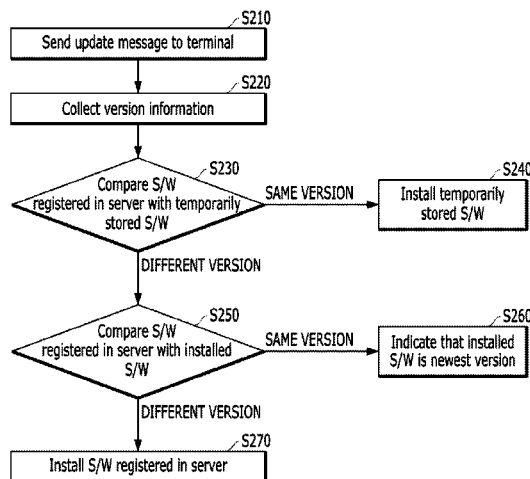 S210
Send update message to terminal
S220
Collect version information
S230
Compare S/W
registered in server with temporarily
stored S/W
SAME VERSION
S240
Install temporarily
stored S/W
DIFFERENT VERSION
S250
Compare S/W
registered in server with installed
S/W
SAME VERSION
S260
Indicate that installed
S/W is newest version
DIFFERENT VERSION
S270
Install S/W registered in server